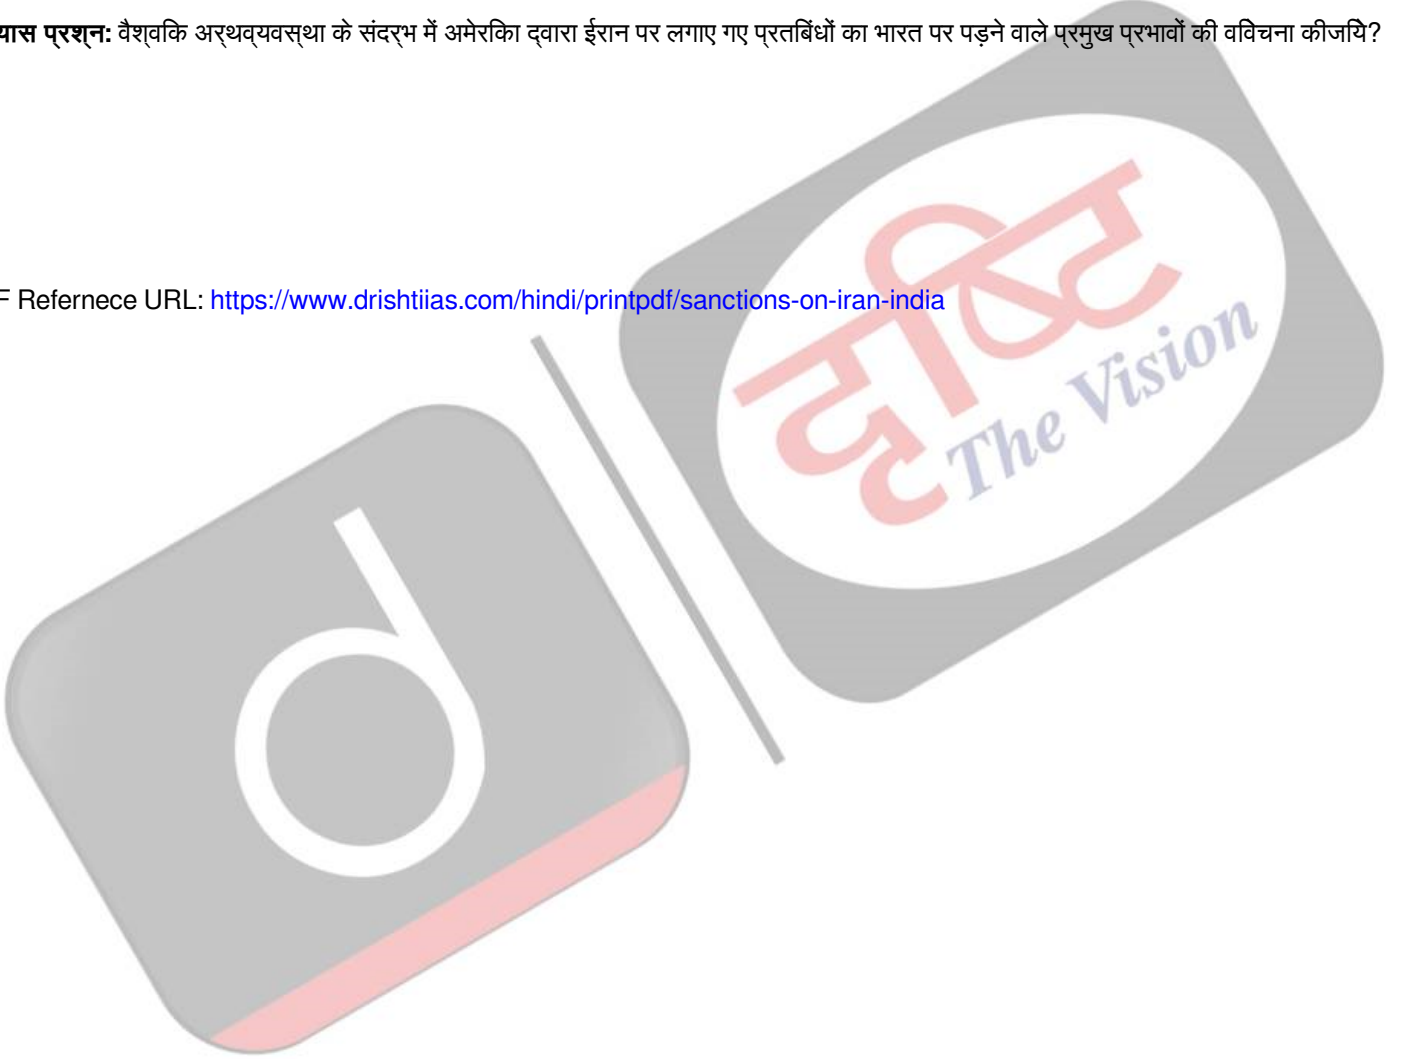 यास प्रश्न: वैश्विक अर्थव्यवस्था के संदर्भ में अमेरिका द्वारा ईरान पर लगाए गए प्रतिबंधों का भारत पर पड़ने वाले प्रमुख प्रभावों की विवेचना कीजिये?
F Refernece URL: https://www.drishtiias.com/hindi/printpdf/sanctions-on-iran-india
दृष्टि
The Vision
d